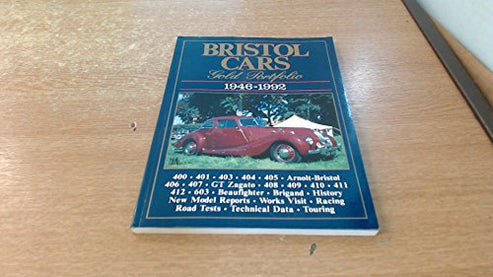 BRISTOL
CARS
Gold Portfolio
1946-1992
400 • 401 • 403 • 404 • 405 • Arnolt-Bristol
406 • 407 • GT Zagato • 408 • 409 • 410 • 411
412 • 603 • Beaufighter • Brigand • History
New Model Reports • Works Visit • Racing
Road Tests • Technical Data • Touring